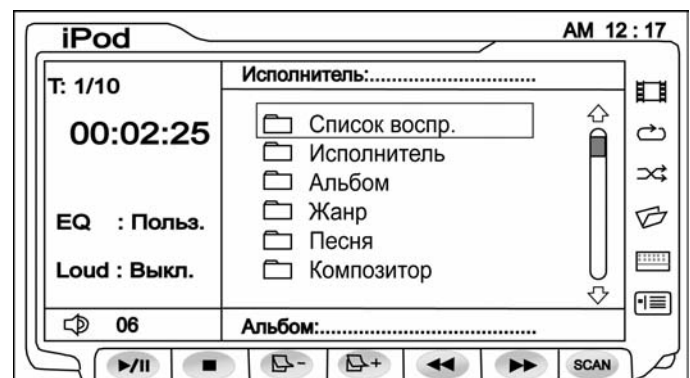 iPod
AM 12 : 17
T: 1/10
00:02:25
EQ : Польз.
Loud : Выкл.
06
Исполнитель:..............................
Список воспр.
Исполнитель
Альбом
Жанр
Песня
Композитор
Альбом:.......................................
- + SCAN